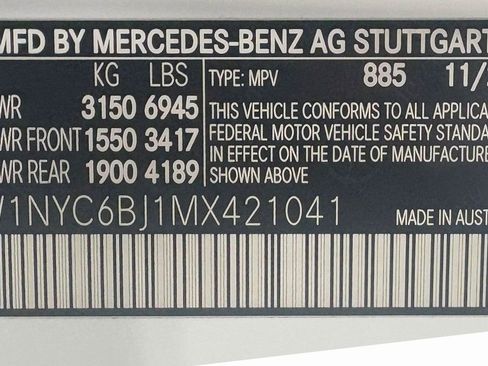 MFD BY MERCEDES-BENZ AG STUTTGART
KG LBS TYPE: MPV 885 11/
WR 3150 6945 THIS VEHICLE CONFORMS TO ALL APPLICA
WR FRONT 1550 3417 FEDERAL MOTOR VEHICLE SAFETY STANDA
WR REAR 1900 4189 IN EFFECT ON THE DATE OF MANUFACTU
SHOWN ABOVE
W1NYC6BJ1MX421041 MADE IN AUST